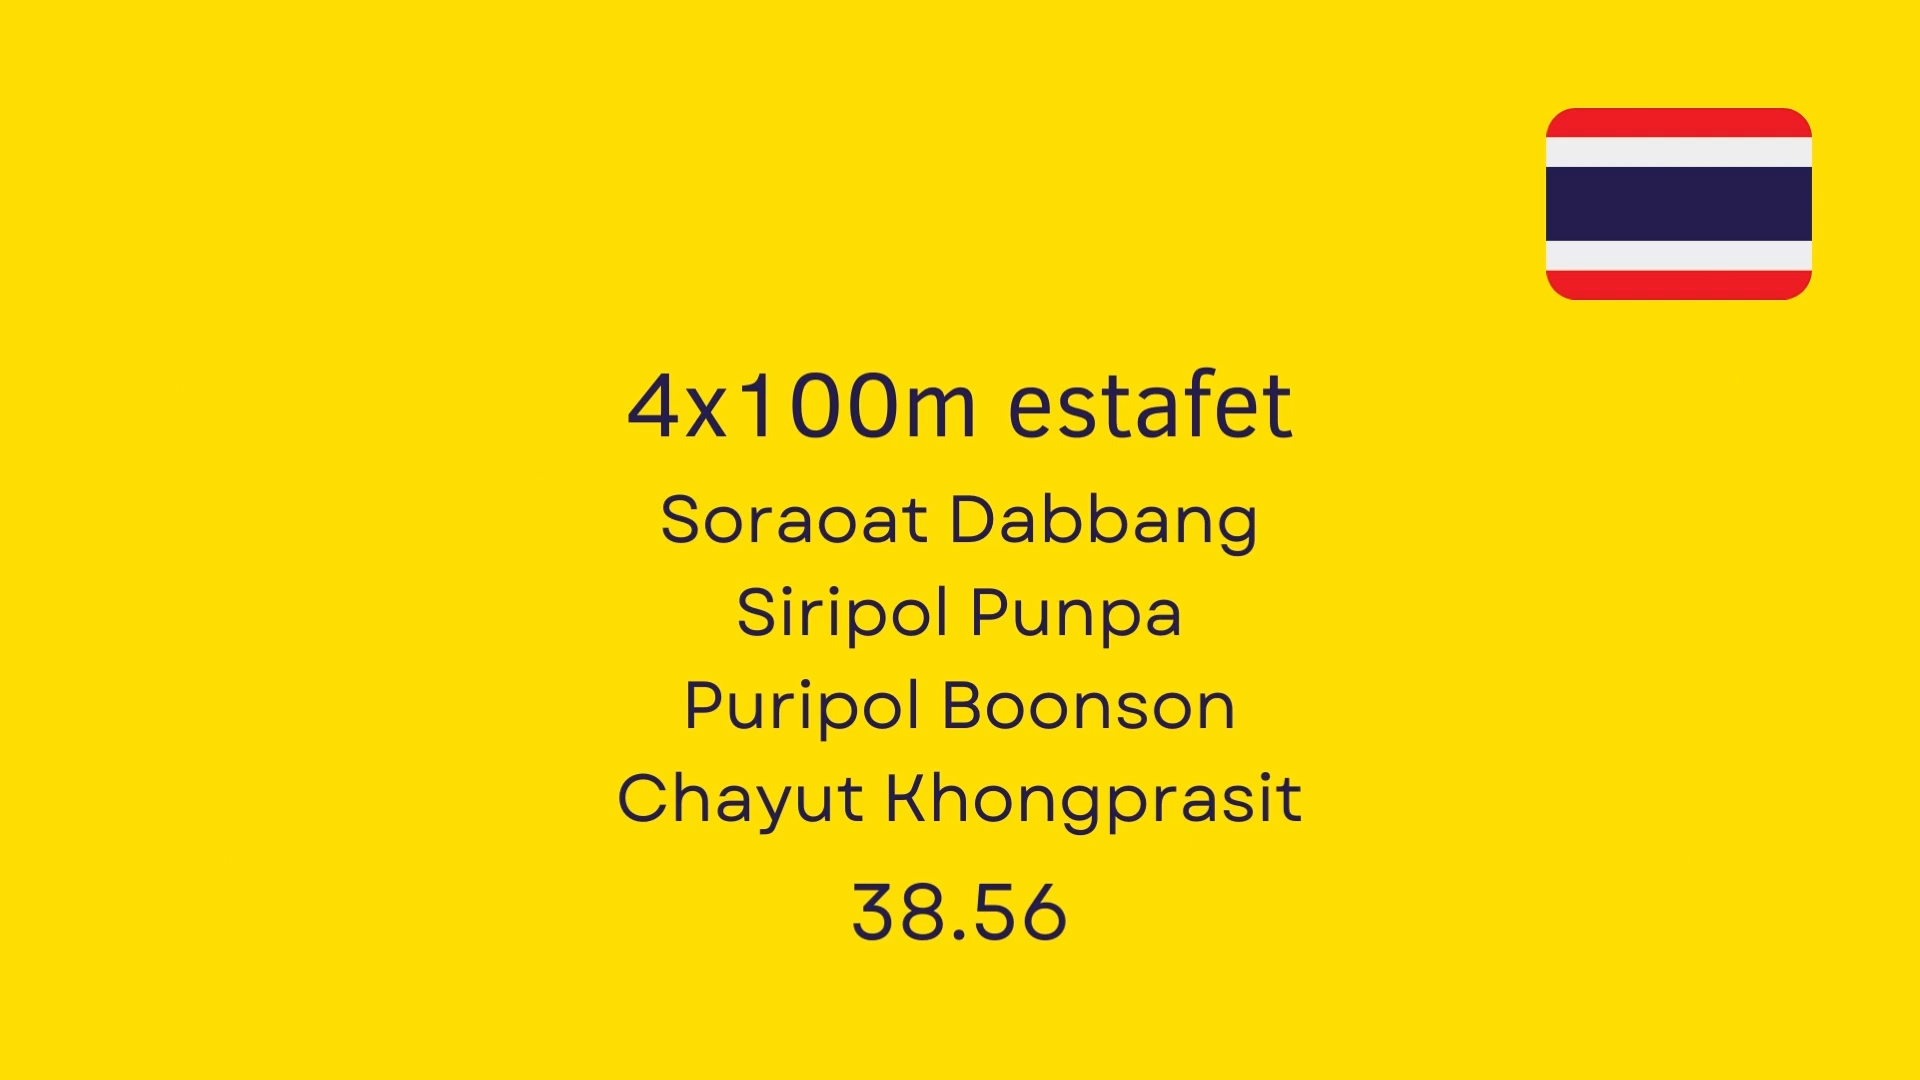 4x100m estafet
Soraoat Dabbang
Siripol Punpa
Puripol Boonson
Chayut Khongprasit
38.56